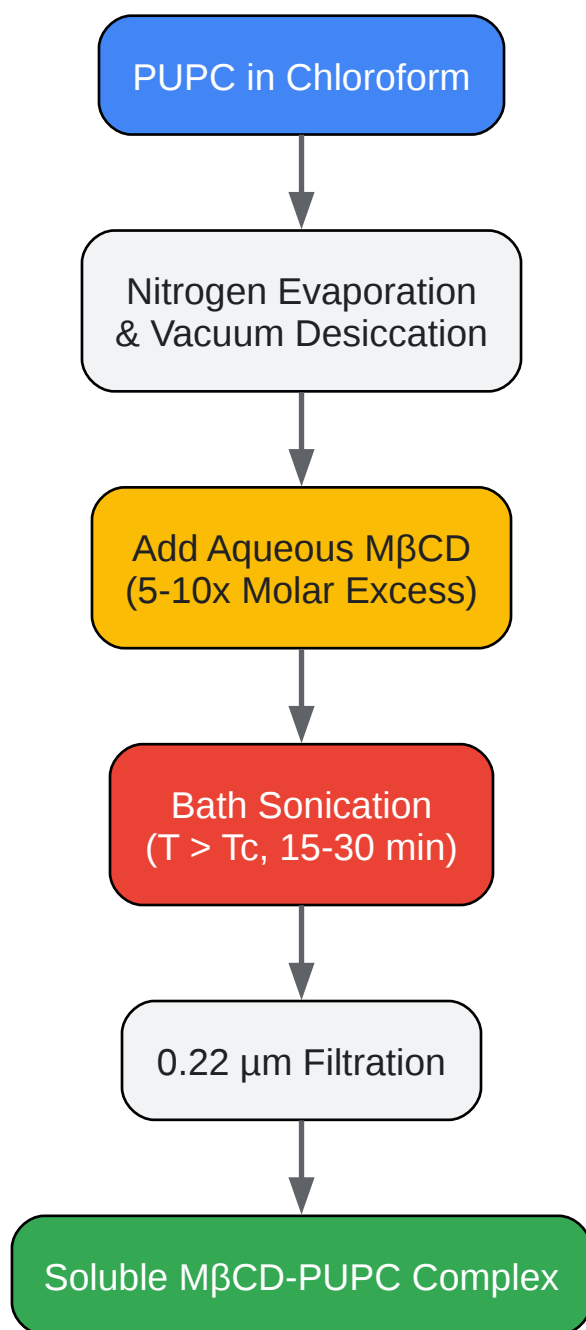 PUPC in Chloroform
Nitrogen Evaporation
& Vacuum Desiccation
Add Aqueous MβCD
(5-10x Molar Excess)
Bath Sonication
(T > Tc, 15-30 min)
0.22 µm Filtration
Soluble MβCD-PUPC Complex